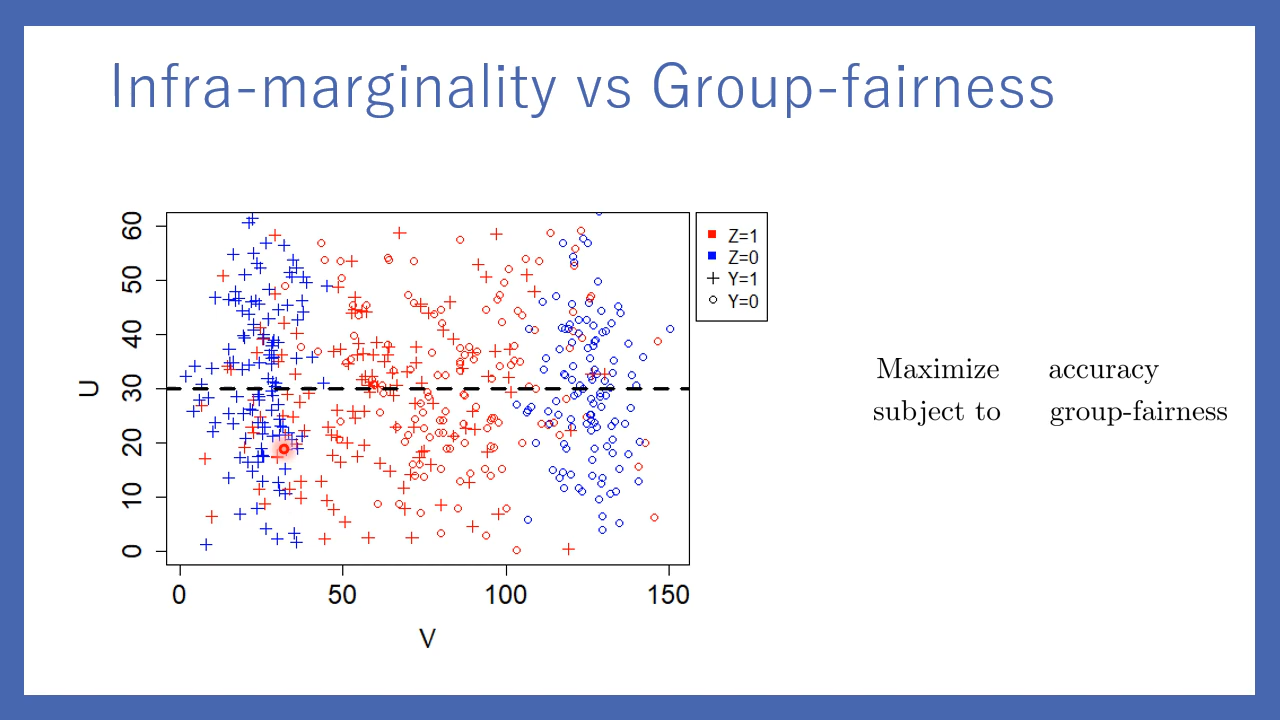 Infra-marginality vs Group-fairness
60
50
40
30
20
10
0
U
0 50 100 150
V
Z=1
Z=0
Y=1
Y=0
Maximize accuracy
subject to group-fairness